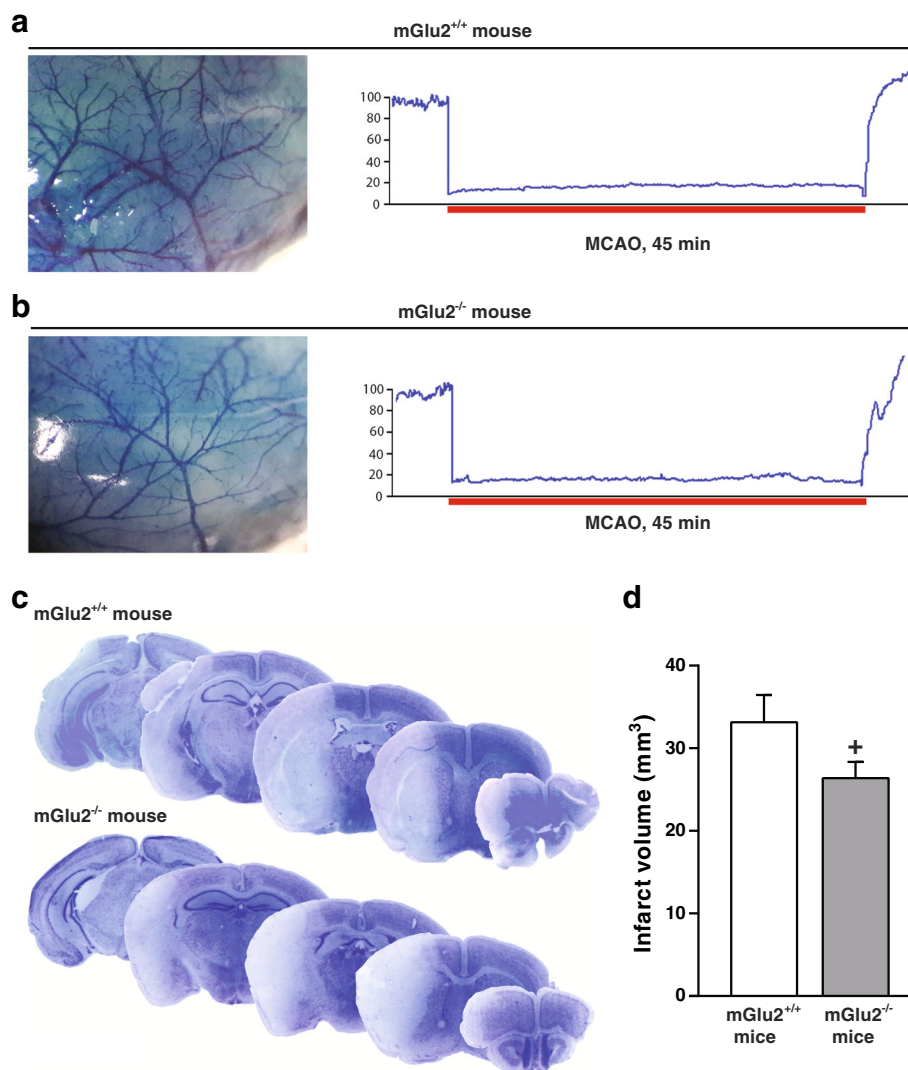 a
mGlu2+/+ mouse
100
80
60
40
20
0
MCAO, 45 min
b
mGlu2-/- mouse
100
80
60
40
20
0
MCAO, 45 min
c
mGlu2+/+ mouse
mGlu2-/- mouse
d
Infarct volume (mm3)
40
30
33
10
0
+
mGlu2+/+
mice
mGlu2-/-
mice